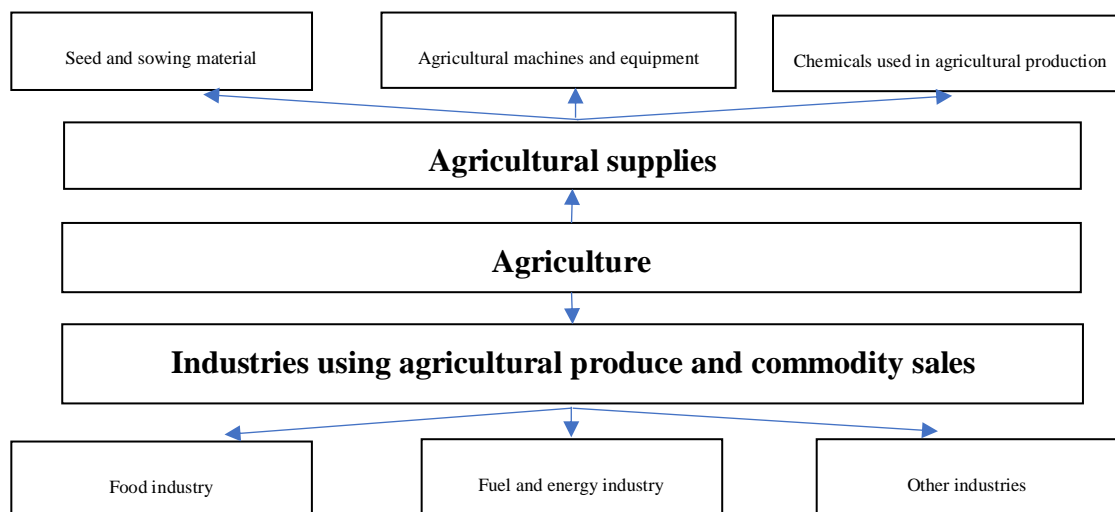 Seed and sowing material
Agricultural machines and equipment
Chemicals used in agricultural production
Agricultural supplies
Agriculture
Industries using agricultural produce and commodity sales
Food industry
Fuel and energy industry
Other industries